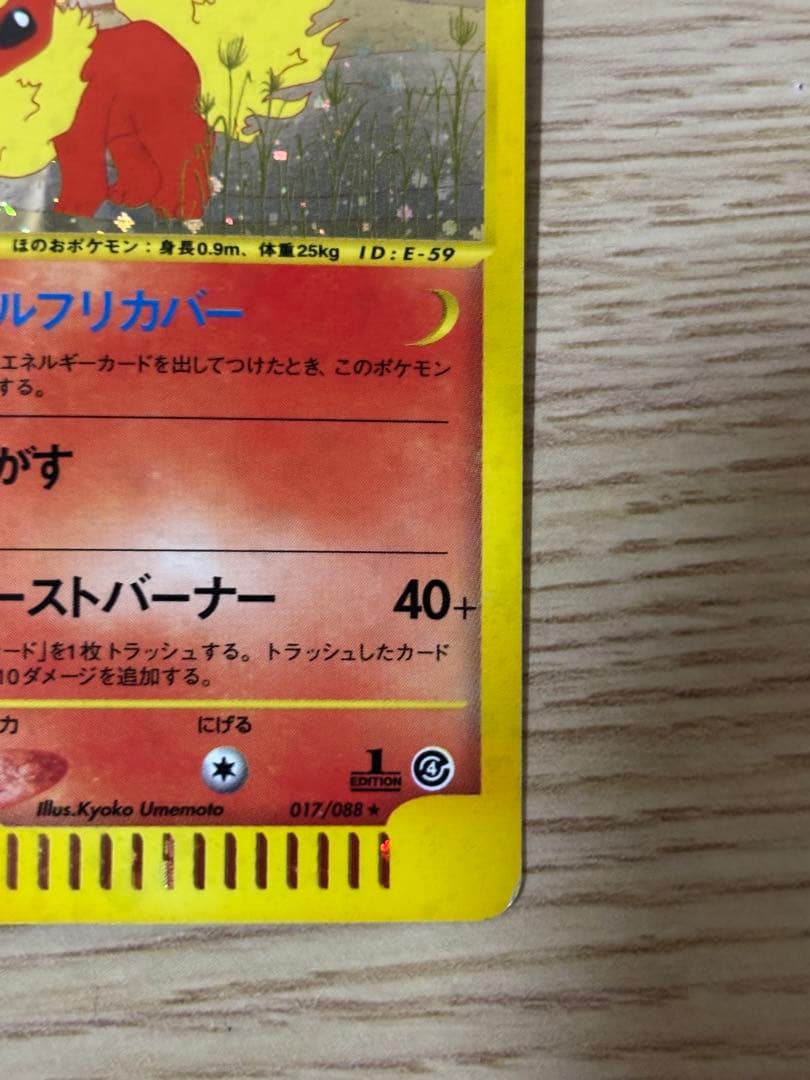 ほのおポケモン：身長0.9m、体重25kg ID：E-59
ルフリカバー
エネルギーカードを出してつけたとき、このポケモン
する。
がす
ーストバーナー 40+
ード」を1枚トラッシュする。トラッシュしたカード
10ダメージを追加する。
力 にげる
1
EDITION
4
Illus.Kyoko Umemoto 017/088★